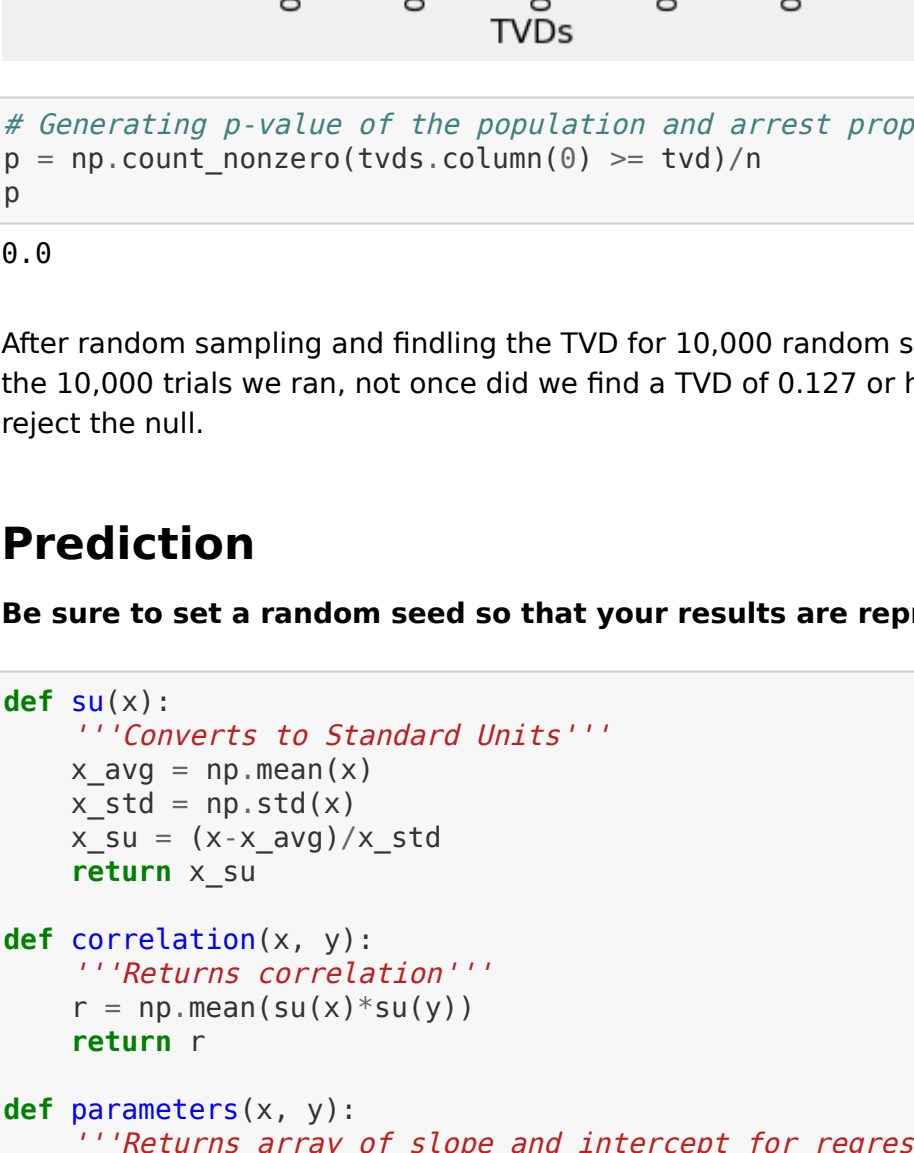 TVDs
# Generating p-value of the population and arrest prop
p = np.count_nonzero(tvds.column(0) >= tvd)/n
p
0.0
After random sampling and findling the TVD for 10,000 random s
the 10,000 trials we ran, not once did we find a TVD of 0.127 or h
reject the null.
Prediction
Be sure to set a random seed so that your results are repr
def su(x):
    '''Converts to Standard Units'''
    x_avg = np.mean(x)
    x_std = np.std(x)
    x_su = (x-x_avg)/x_std
    return x_su
def correlation(x, y):
    '''Returns correlation'''
    r = np.mean(su(x)*su(y))
    return r
def parameters(x, y):
    '''Returns array of slope and intercept for regres